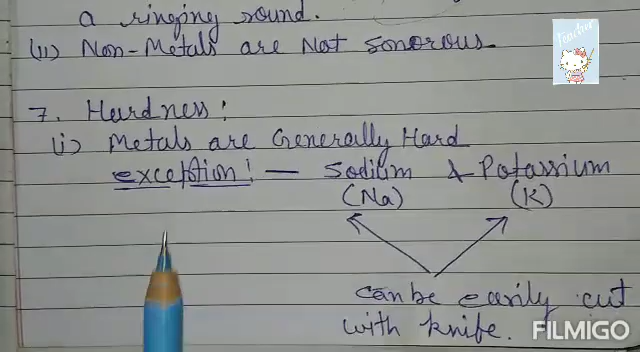 a ringing sound.
(ii) Non-Metals are Not Sonorous
7. Hardness:
(i) Metals are Generally Hard
exception! — Sodium & Potassium
(Na) (K)
can be easily cut
with knife.
FILMIGO